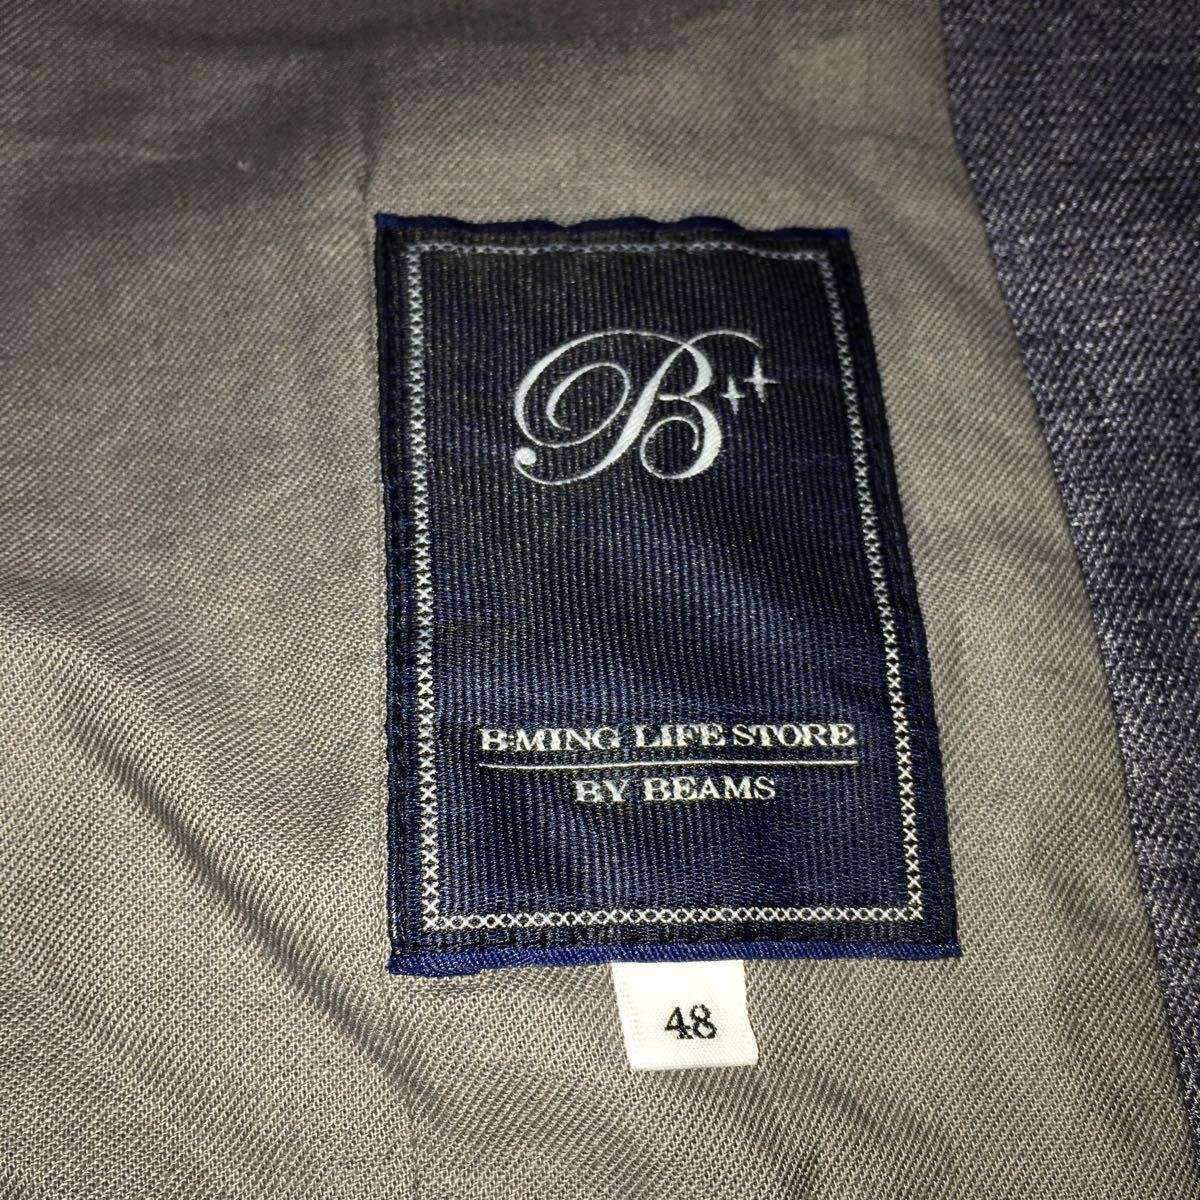 B++
B:MING LIFE STORE
BY BEAMS
48